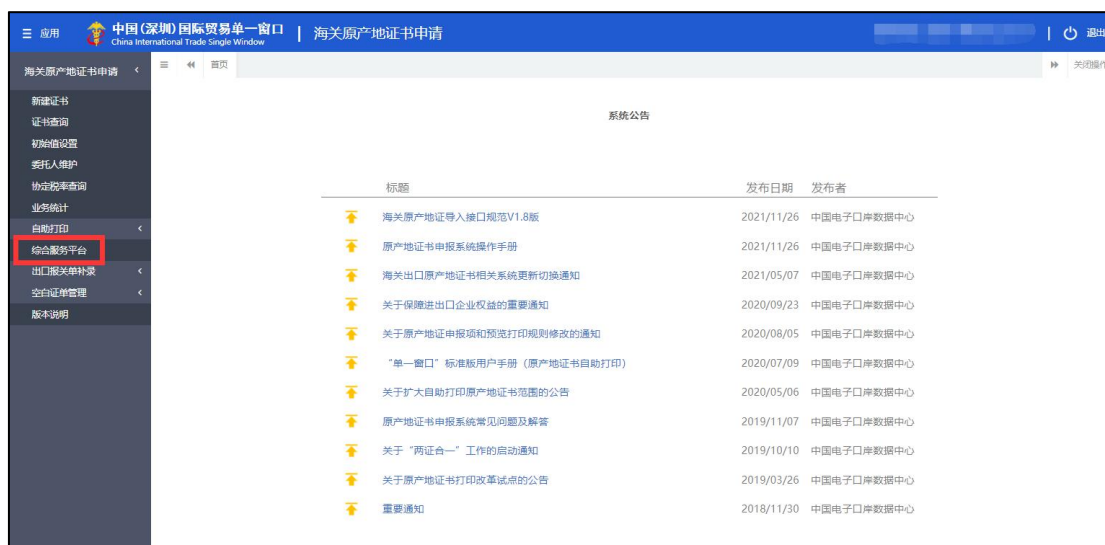 应用
中国(深圳)国际贸易单一窗口 | 海关原产地证书申请
China International Trade Single Window
退出
海关原产地证书申请
首页
关闭操作
新建证书
证书查询
初始值设置
委托人维护
协定税率查询
业务统计
自助打印
综合服务平台
出口报关单补录
空白证单管理
版本说明
系统公告
标题 发布日期 发布者
海关原产地证导入接口规范V1.8版 2021/11/26 中国电子口岸数据中心
原产地证书申报系统操作手册 2021/11/26 中国电子口岸数据中心
海关出口原产地证书相关系统更新切换通知 2021/05/07 中国电子口岸数据中心
关于保障进出口企业权益的重要通知 2020/09/23 中国电子口岸数据中心
关于原产地证申报项和预览打印规则修改的通知 2020/08/05 中国电子口岸数据中心
“单一窗口”标准版用户手册（原产地证书自助打印） 2020/07/09 中国电子口岸数据中心
关于扩大自助打印原产地证书范围的公告 2020/05/06 中国电子口岸数据中心
原产地证书申报系统常见问题及解答 2019/11/07 中国电子口岸数据中心
关于“两证合一”工作的启动通知 2019/10/10 中国电子口岸数据中心
关于原产地证书打印改革试点的公告 2019/03/26 中国电子口岸数据中心
重要通知 2018/11/30 中国电子口岸数据中心